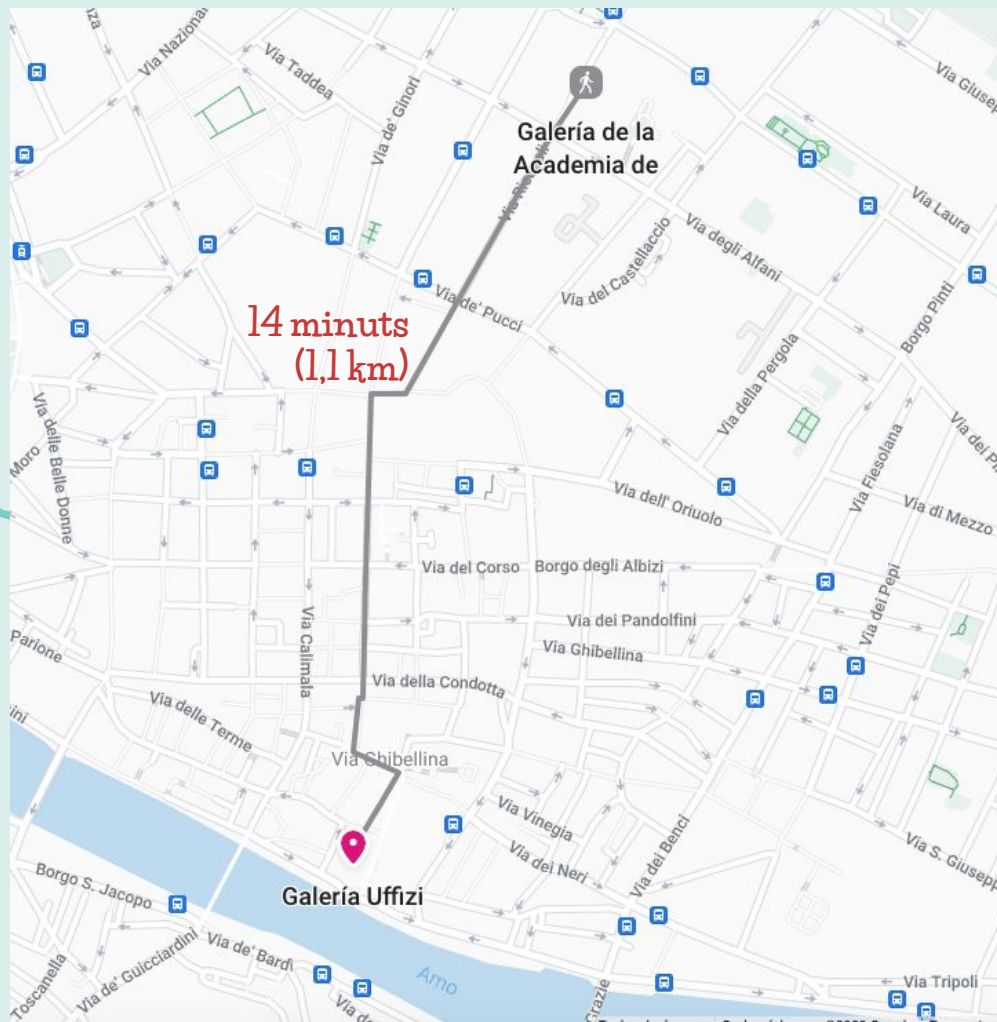 Via Nazional
Via Taddea
Via de' Ginori
Via Giusepp
Galería de la
Academia de
Via Laura
Via degli Alfani
Via del Castellaccio
Borgo Pinti
Via de' Pucci
14 minuts
(1,1 km)
Via della Pergola
Via delle Belle Donne
Moro
Via Fiesolana
Via dei Pi
Via dell' Oriuolo
Via di Mezzo
Via del Corso
Borgo degli Albizi
Via dei Pepi
Via dei Pandolfini
Via Calimala
Parione
Via Ghibellina
Via della Condotta
Via delle Terme
ini
Via Ghibellina
Via Vinegia
Via dei Neri
Via dei Benci
Via S. Giusepp
Galería Uffizi
Borgo S. Jacopo
Via de' Bardi
Via de' Guicciardini
Toscanella
Arno
Via Tripoli
Grazie